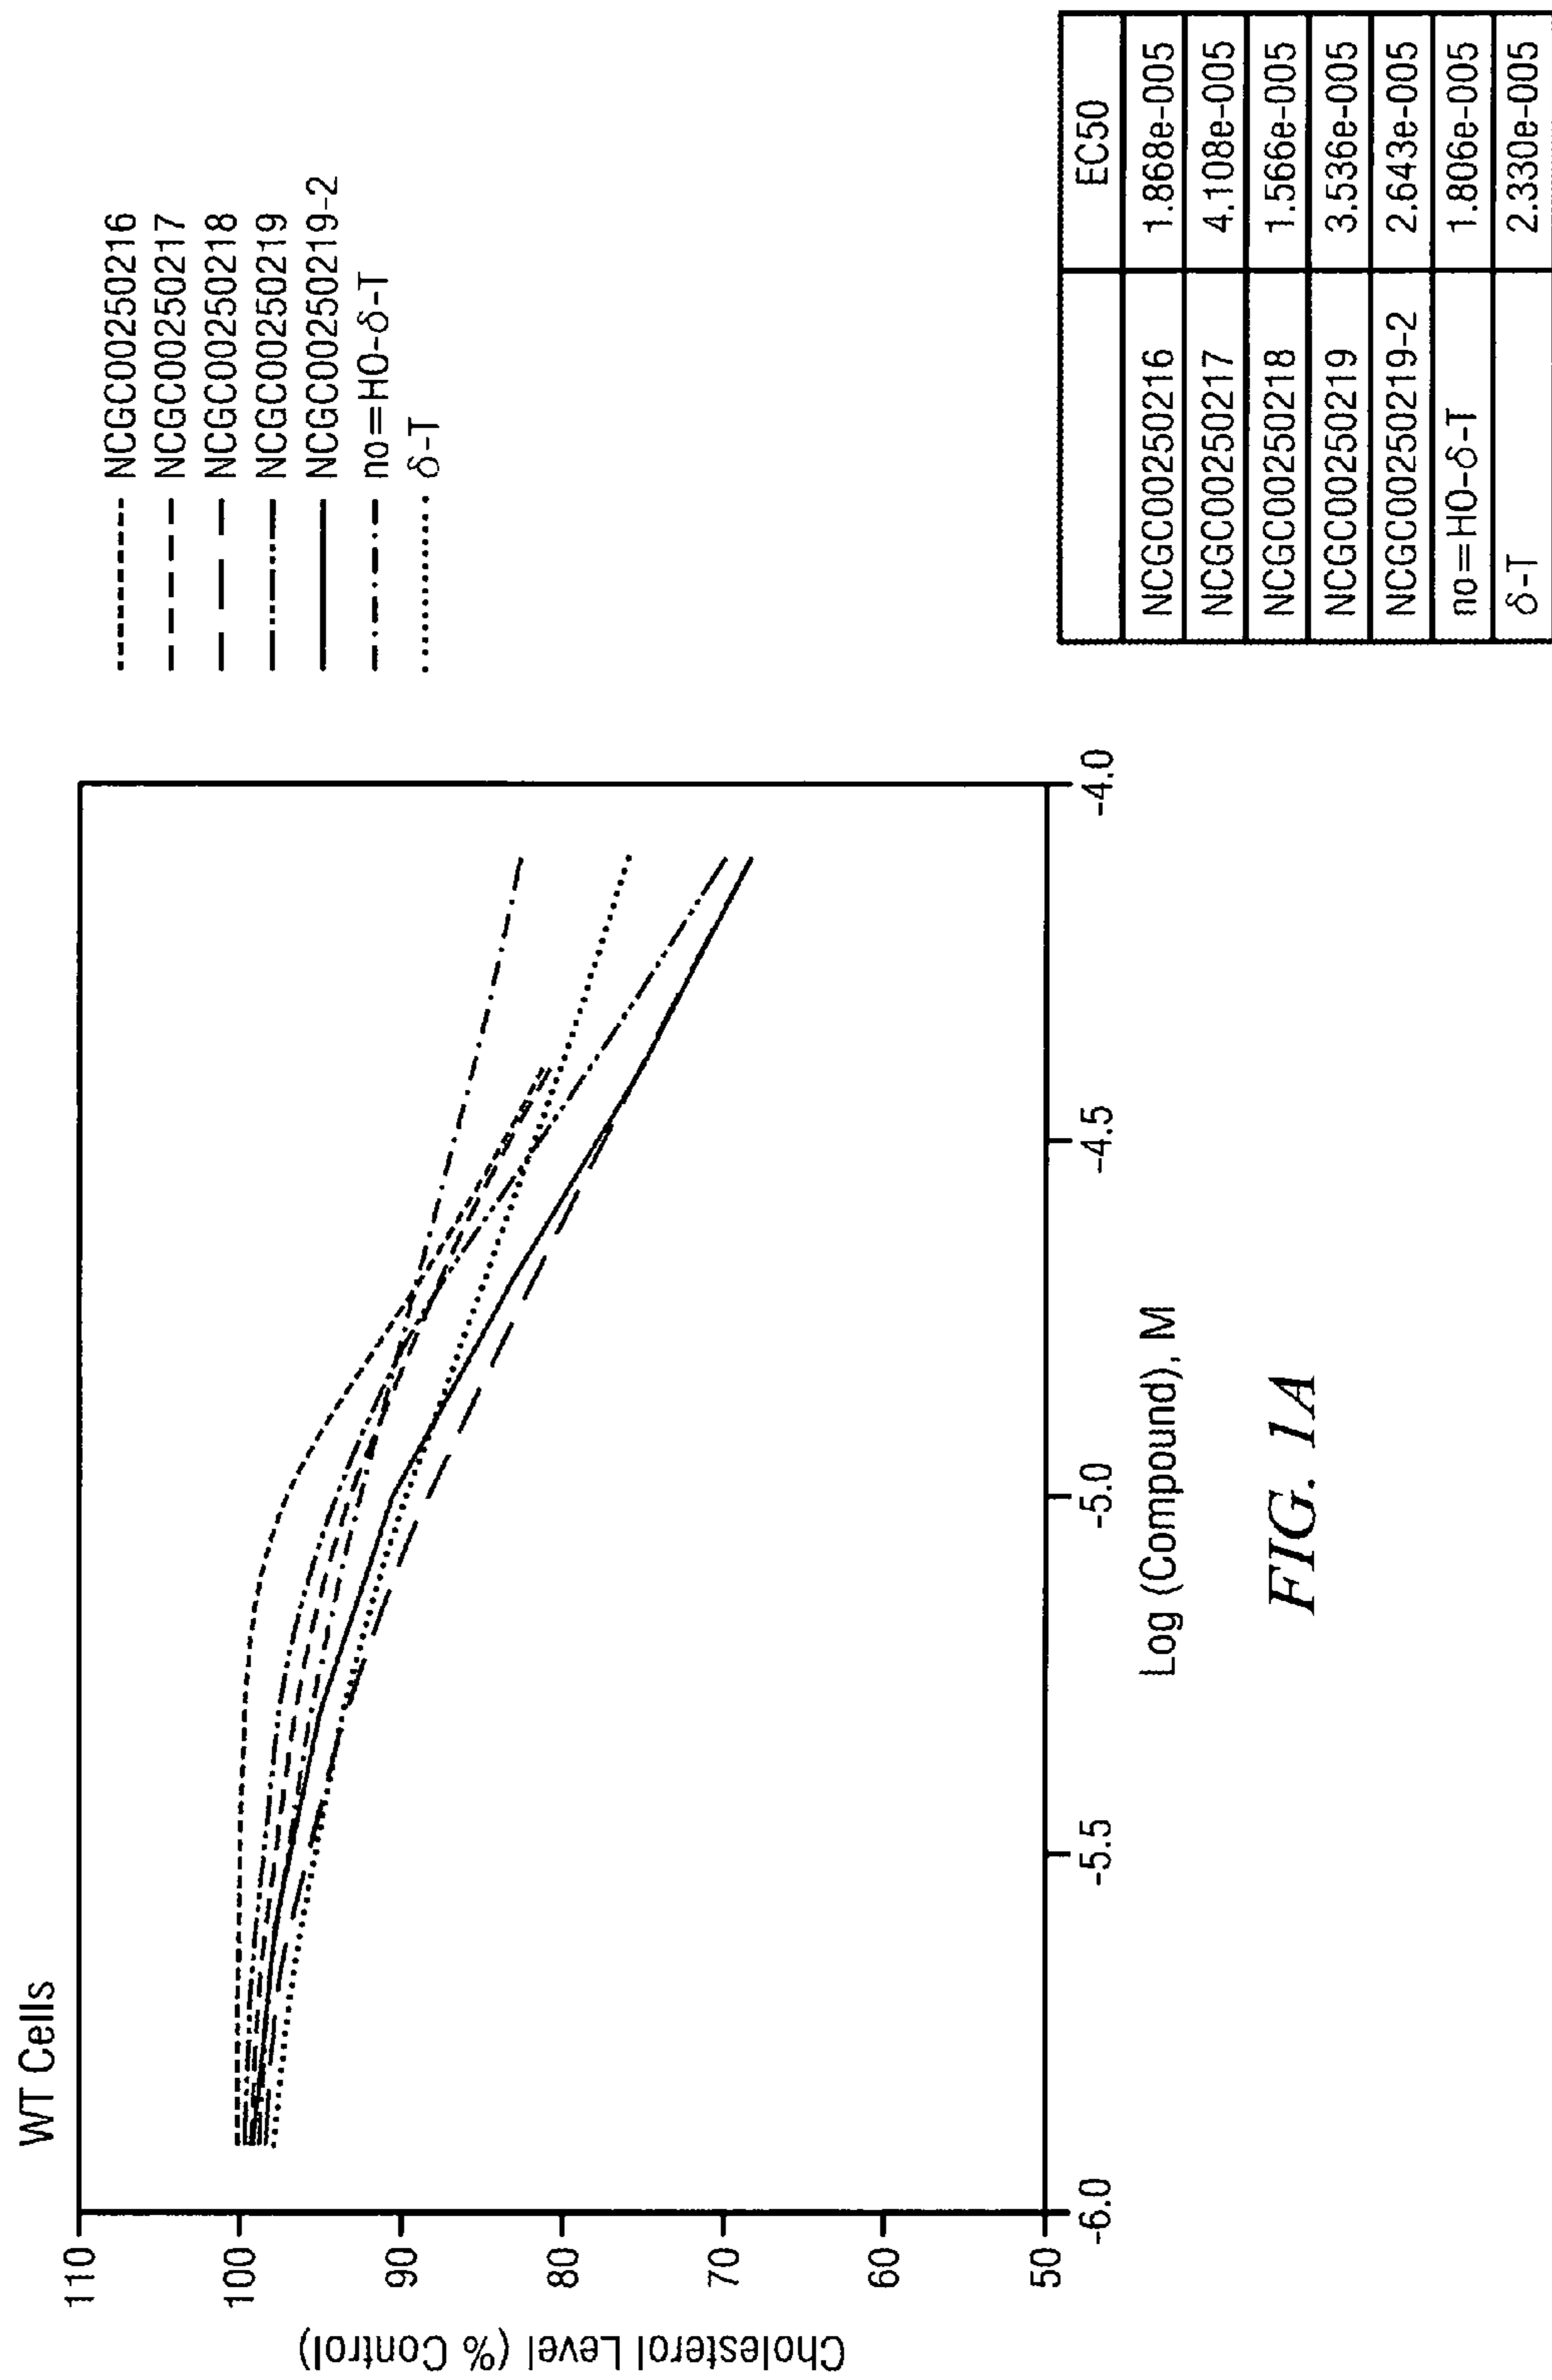 WT Cells
Cholesterol Level (% Control)
110
100
90
80
70
60
50
-6.0
-5.5
-5.0
-4.5
-4.0
Log (Compound), M
NCGC00250216
NCGC00250217
NCGC00250218
NCGC00250219
NCGC00250219-2
no=HO-δ-T
δ-T
EC50
NCGC00250216 1.868e-005
NCGC00250217 4.108e-005
NCGC00250218 1.566e-005
NCGC00250219 3.536e-005
NCGC00250219-2 2.643e-005
no=HO-δ-T 1.806e-005
δ-T 2.330e-005
FIG. 1A